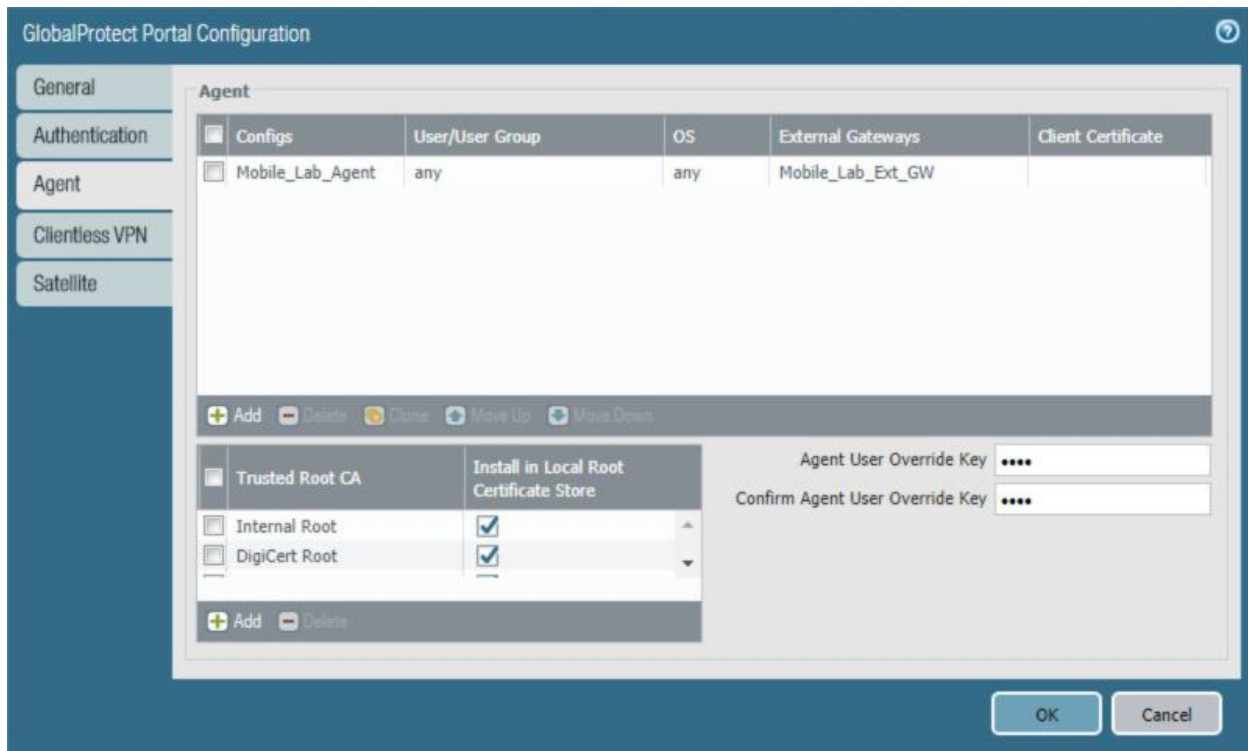 GlobalProtect Portal Configuration
General
Authentication
Agent
Clientless VPN
Satellite
Agent
Configs User/User Group OS External Gateways Client Certificate
Mobile_Lab_Agent any any Mobile_Lab_Ext_GW
Add Delete Clone Move Up Move Down
Trusted Root CA Install in Local Root Certificate Store
Internal Root
DigiCert Root
Add Delete
Agent User Override Key ••••
Confirm Agent User Override Key ••••
OK Cancel